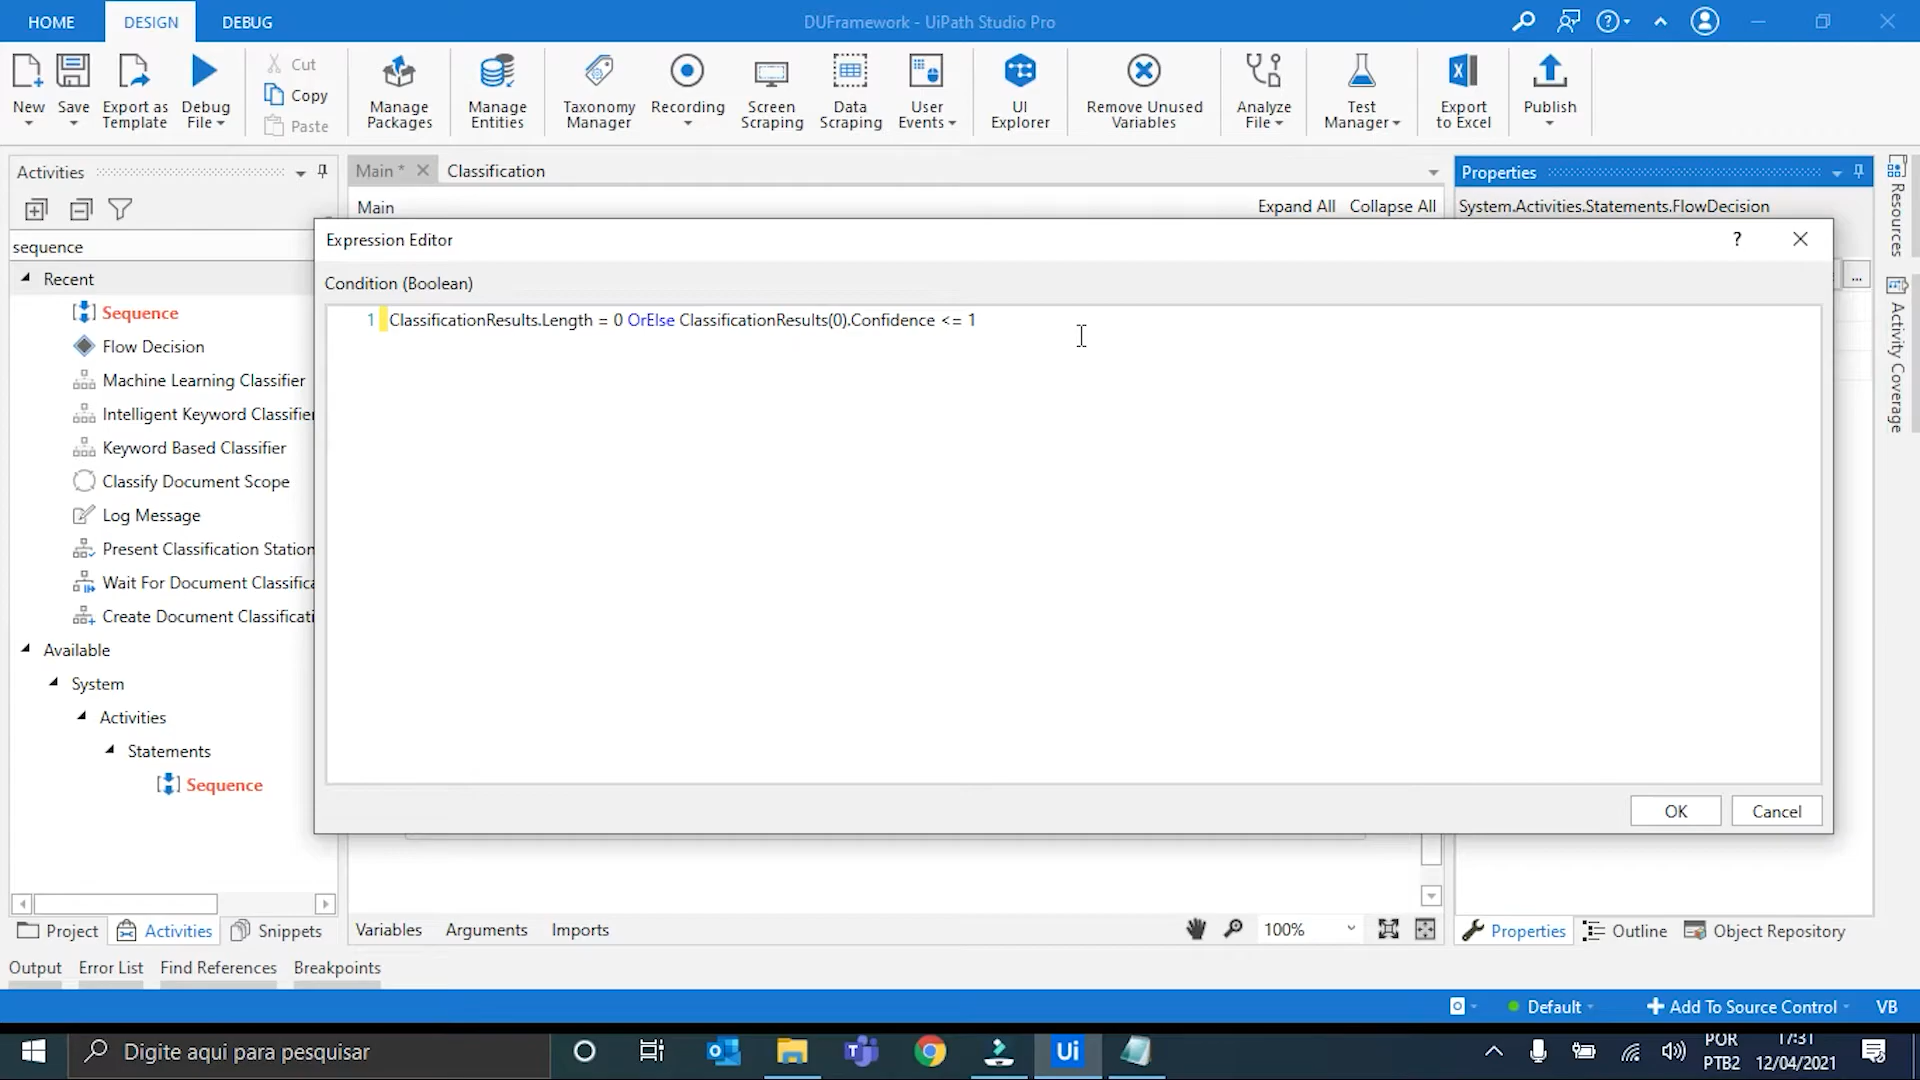 HOME DESIGN DEBUG DUFramework - UiPath Studio Pro
New Save Export as Template Debug File Cut Copy Paste Manage Packages Manage Entities Taxonomy Manager Recording Screen Scraping Data Scraping User Events UI Explorer Remove Unused Variables Analyze File Test Manager Export to Excel Publish
Activities Main * Classification Properties
Main Expand All Collapse All System.Activities.Statements.FlowDecision
sequence
Expression Editor ?
Condition (Boolean)
1 ClassificationResults.Length = 0 OrElse ClassificationResults(0).Confidence <= 1
Recent
Sequence
Flow Decision
Machine Learning Classifier
Intelligent Keyword Classifier
Keyword Based Classifier
Classify Document Scope
Log Message
Present Classification Station
Wait For Document Classifica
Create Document Classificati
Available
System
Activities
Statements
Sequence
OK Cancel
Resources
Activity Coverage
...
Project Activities Snippets Variables Arguments Imports 100% Properties Outline Object Repository
Output Error List Find References Breakpoints
Default Add To Source Control VB
Digite aqui para pesquisar Ui POR 17:31
PTB2 12/04/2021